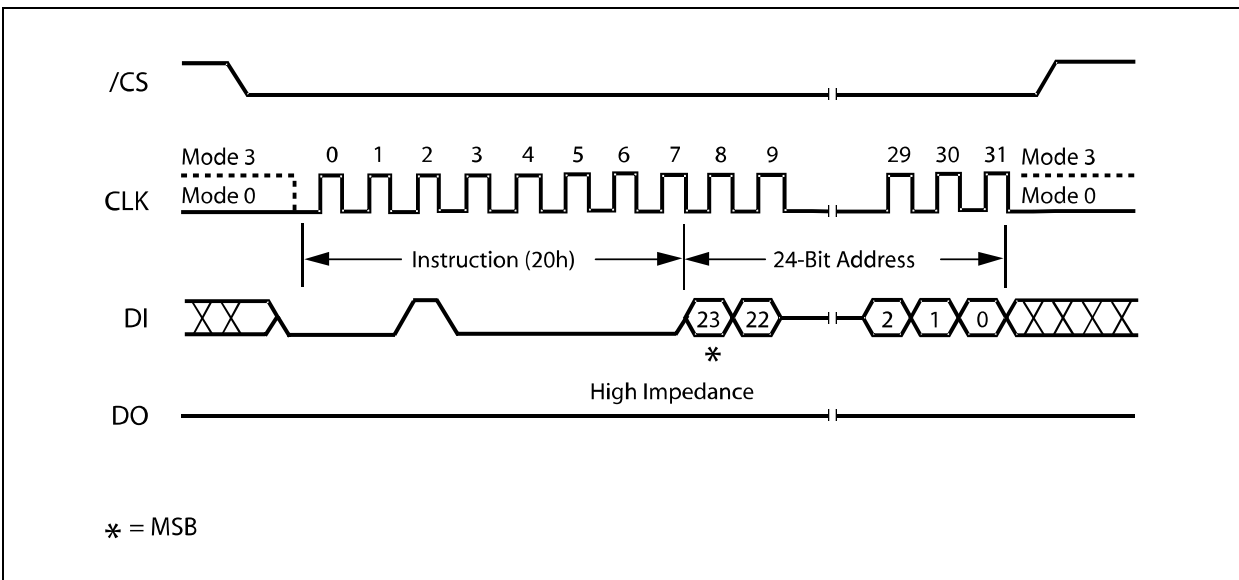 /CS
Mode 3 0 1 2 3 4 5 6 7 8 9 29 30 31 Mode 3
CLK Mode 0 Mode 0
Instruction (20h) 24-Bit Address
DI 23 22 2 1 0
*
High Impedance
DO
* = MSB